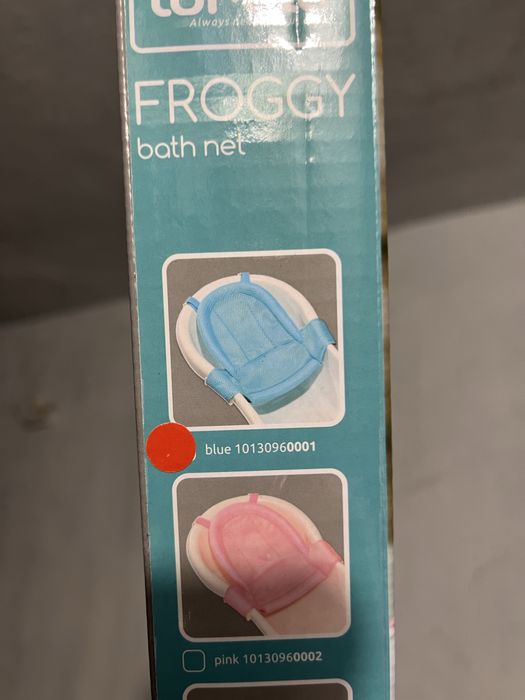 Always
FROGGY
bath net
blue 10130960001
pink 10130960002